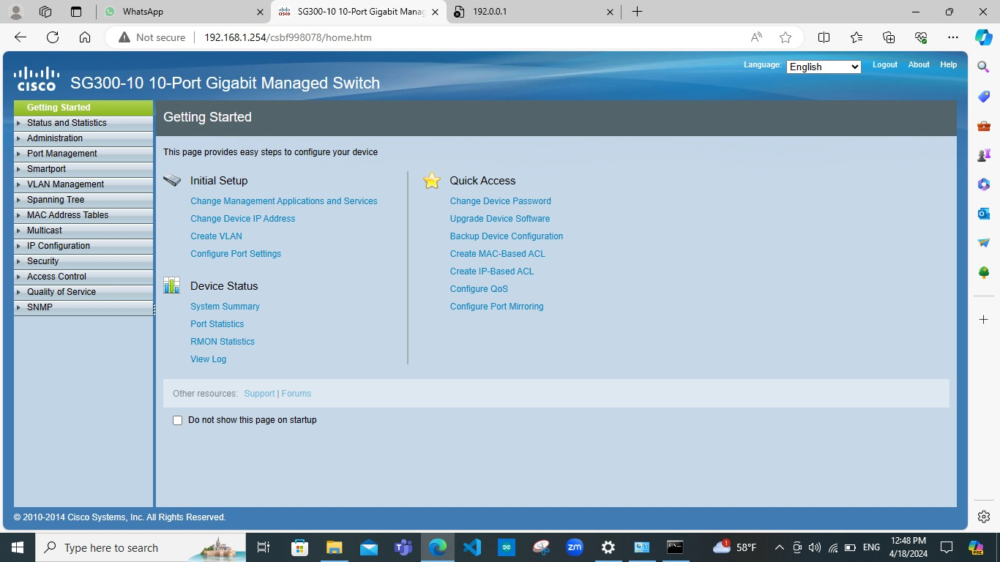 WhatsApp
SG300-10 10-Port Gigabit Manag
192.0.0.1
Not secure
192.168.1.254/csbf998078/home.htm
cisco
SG300-10 10-Port Gigabit Managed Switch
Language: English Logout About Help
Getting Started
Status and Statistics
Administration
Port Management
Smartport
VLAN Management
Spanning Tree
MAC Address Tables
Multicast
IP Configuration
Security
Access Control
Quality of Service
SNMP
Getting Started
This page provides easy steps to configure your device
Initial Setup
Change Management Applications and Services
Change Device IP Address
Create VLAN
Configure Port Settings
Device Status
System Summary
Port Statistics
RMON Statistics
View Log
Quick Access
Change Device Password
Upgrade Device Software
Backup Device Configuration
Create MAC-Based ACL
Create IP-Based ACL
Configure QoS
Configure Port Mirroring
Other resources: Support | Forums
Do not show this page on startup
© 2010-2014 Cisco Systems, Inc. All Rights Reserved.
Type here to search
zm
1
58°F
ENG
12:48 PM
4/18/2024
PRE